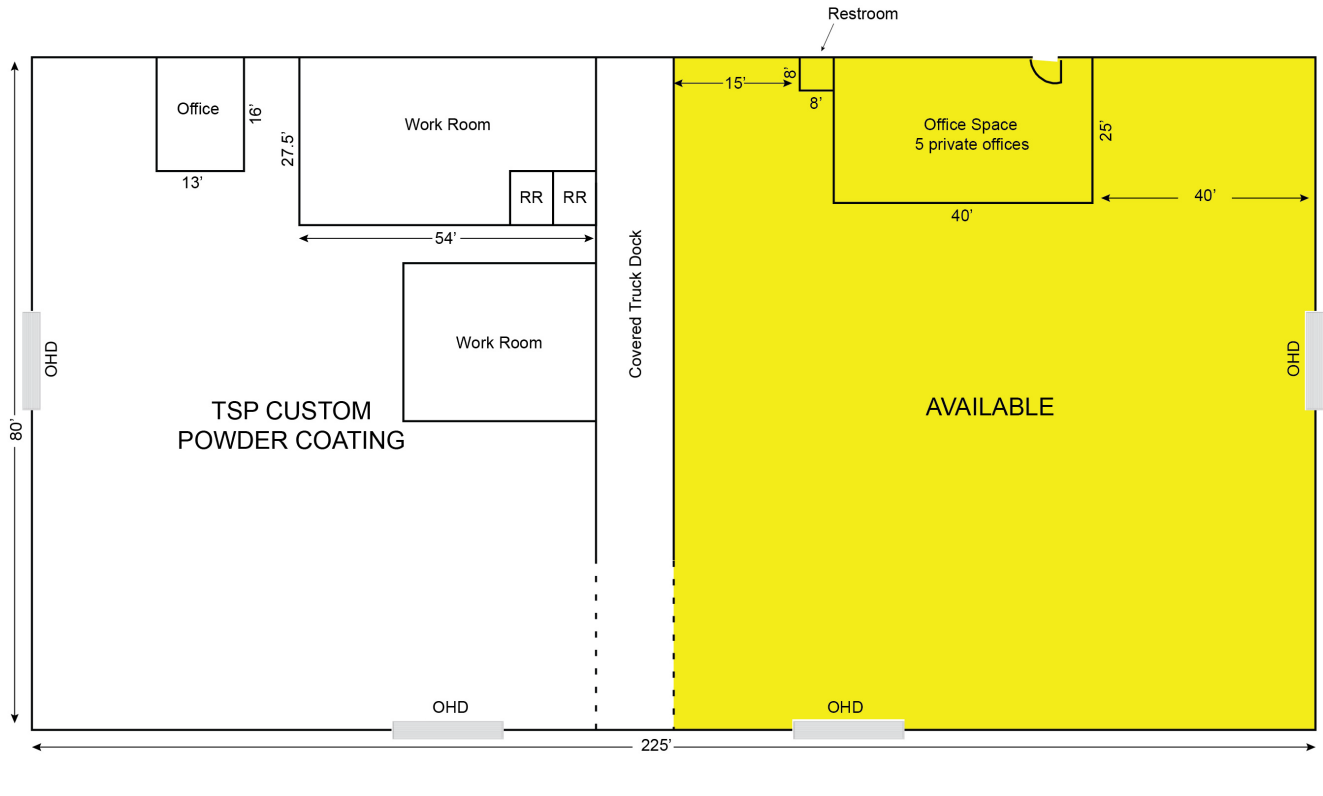 Restroom
Office
16’
13’
27.5’
Work Room
RR
RR
54’
Work Room
Covered Truck Dock
15’
8’
8’
Office Space
5 private offices
25’
40’
40’
OHD
80’
TSP CUSTOM
POWDER COATING
AVAILABLE
OHD
OHD
OHD
225’